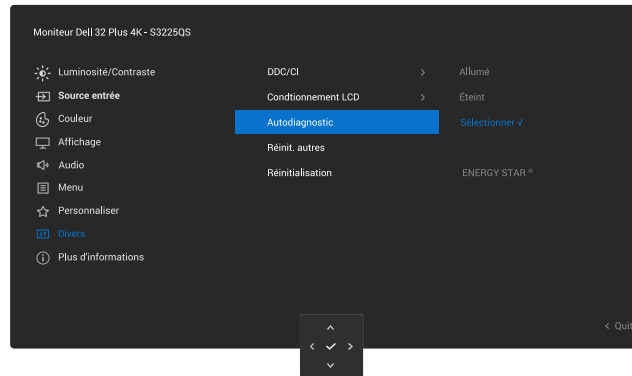 Moniteur Dell 32 Plus 4K - S3225QS
Luminosité/Contraste
Source entrée
Couleur
Affichage
Audio
Menu
Personnaliser
Divers
Plus d'informations
DDC/CI
Condtionnement LCD
Autodiagnostic
Réinit. autres
Réinitialisation
Allumé
Éteint
Sélectionner √
ENERGY STAR ®
< Quit